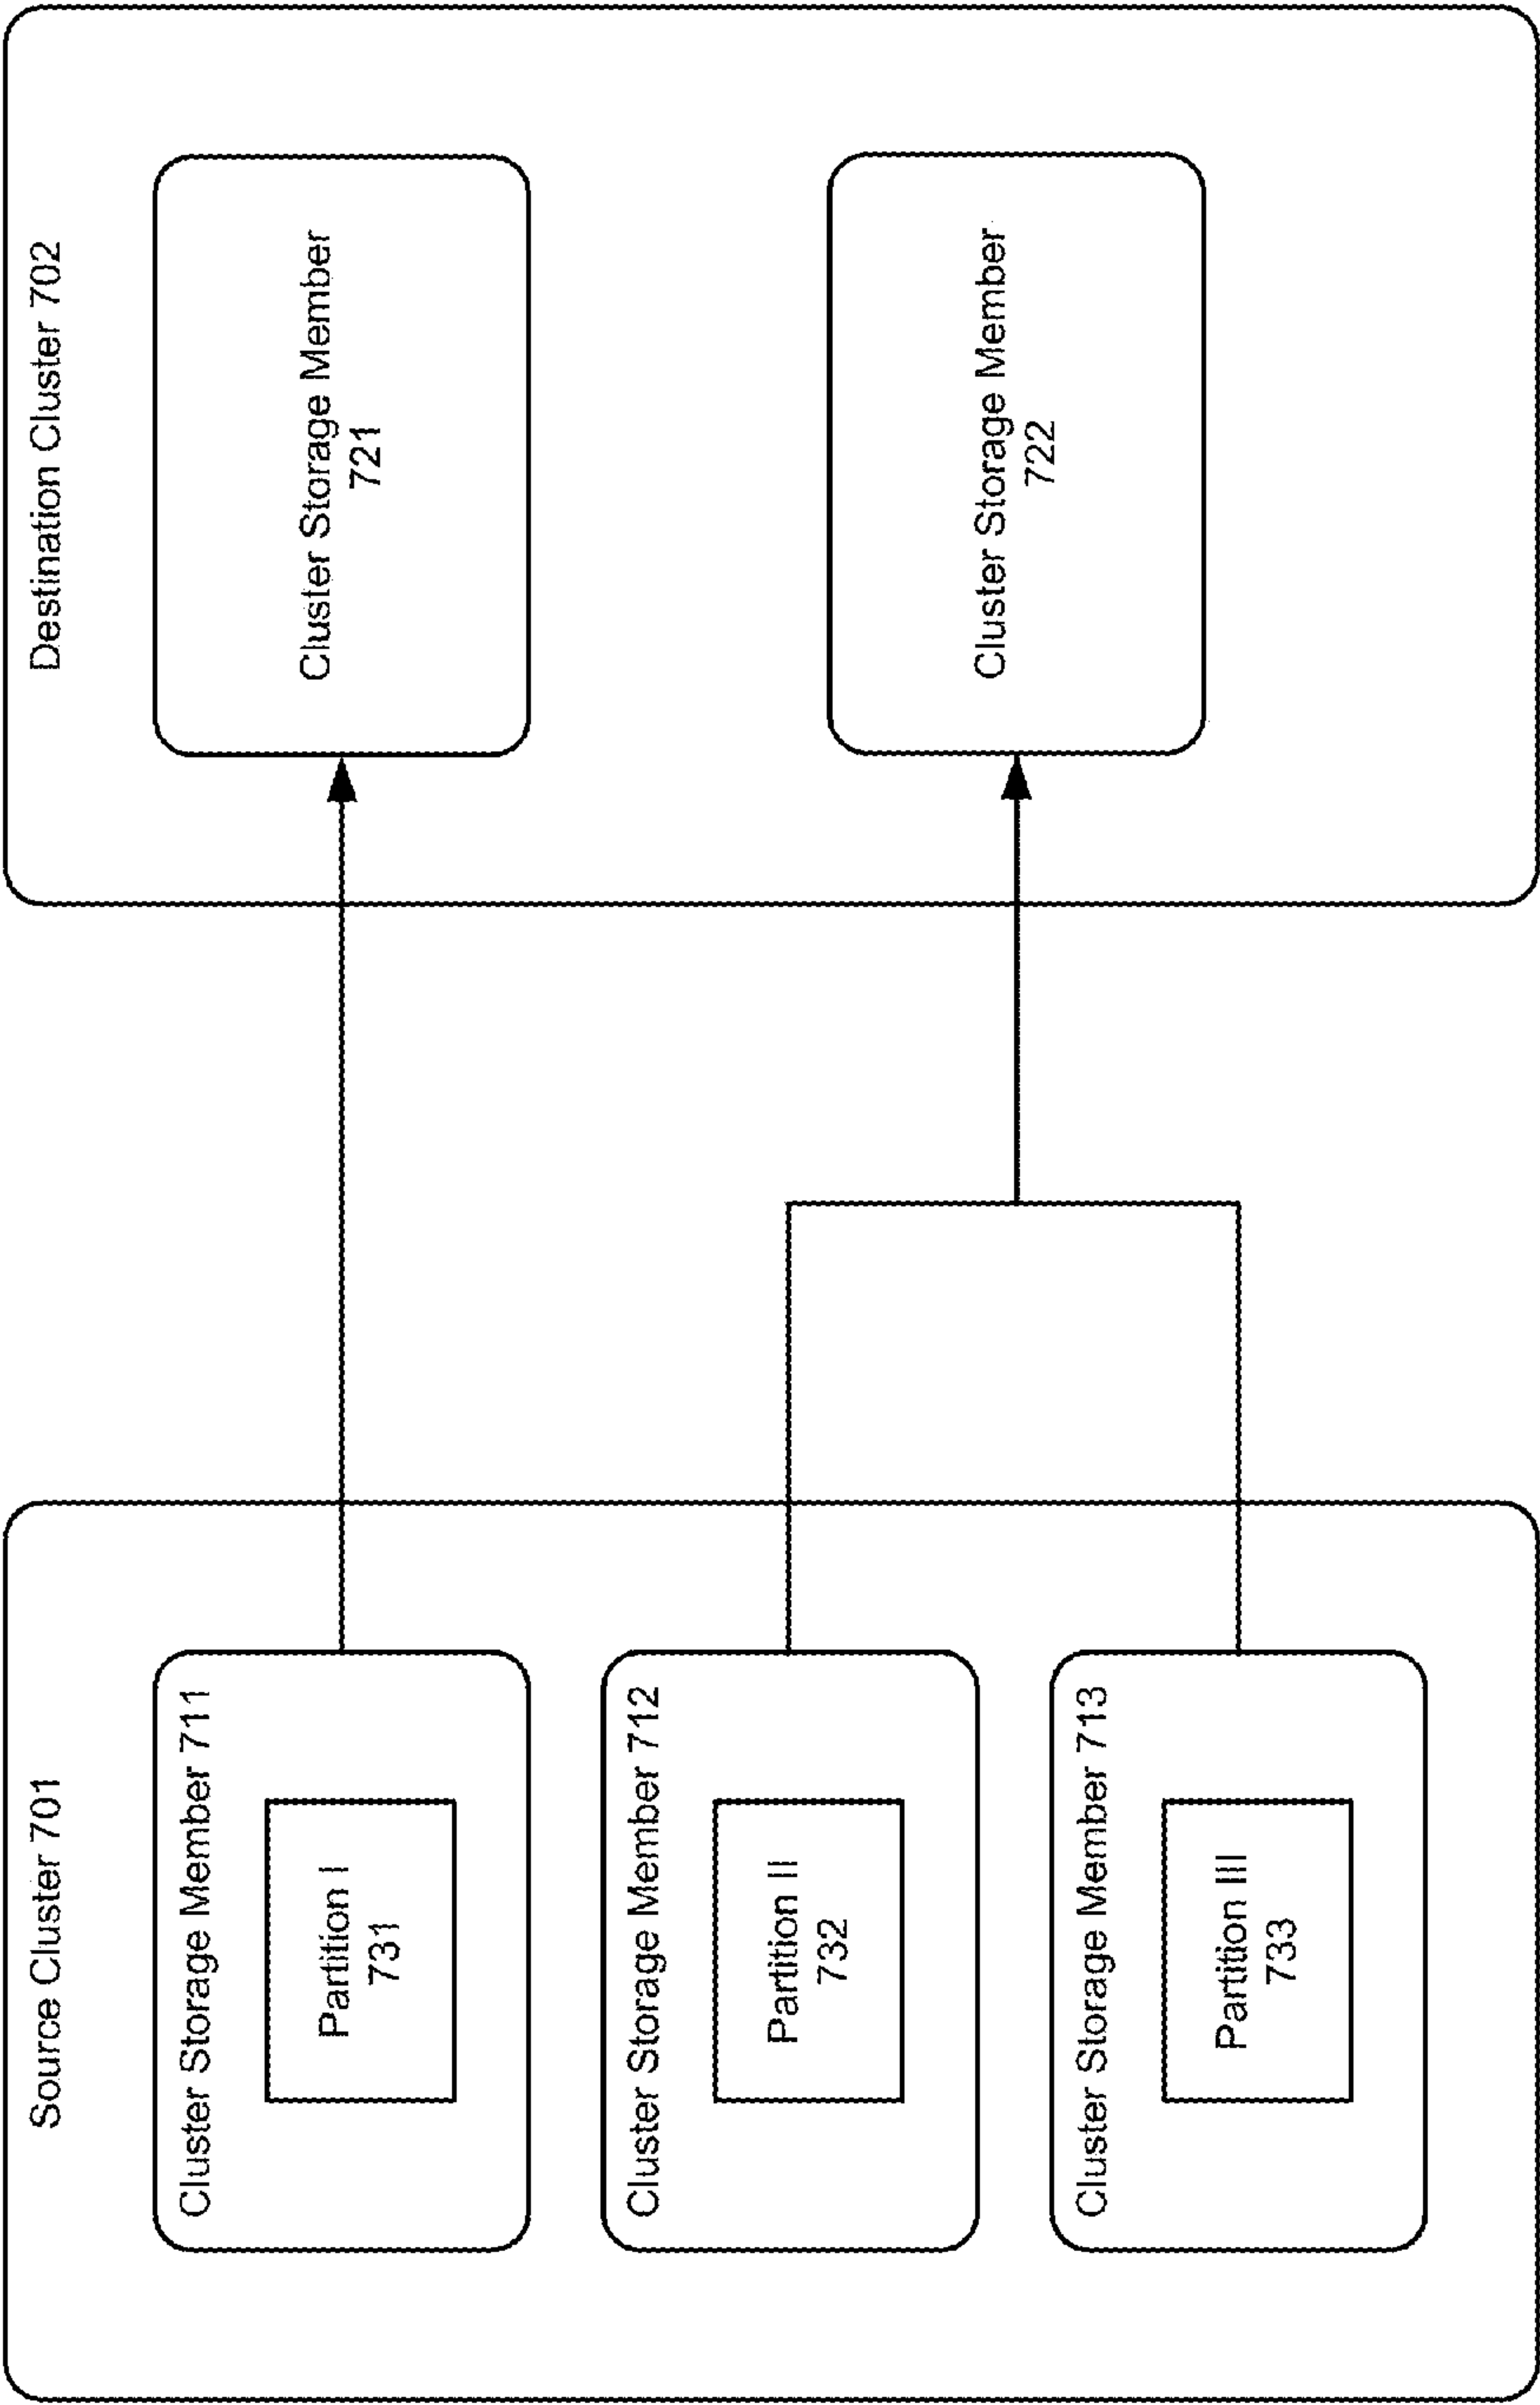 Source Cluster 701
Cluster Storage Member 711
Partition I
731
Cluster Storage Member 712
Partition II
732
Cluster Storage Member 713
Partition III
733
Destination Cluster 702
Cluster Storage Member
721
Cluster Storage Member
722